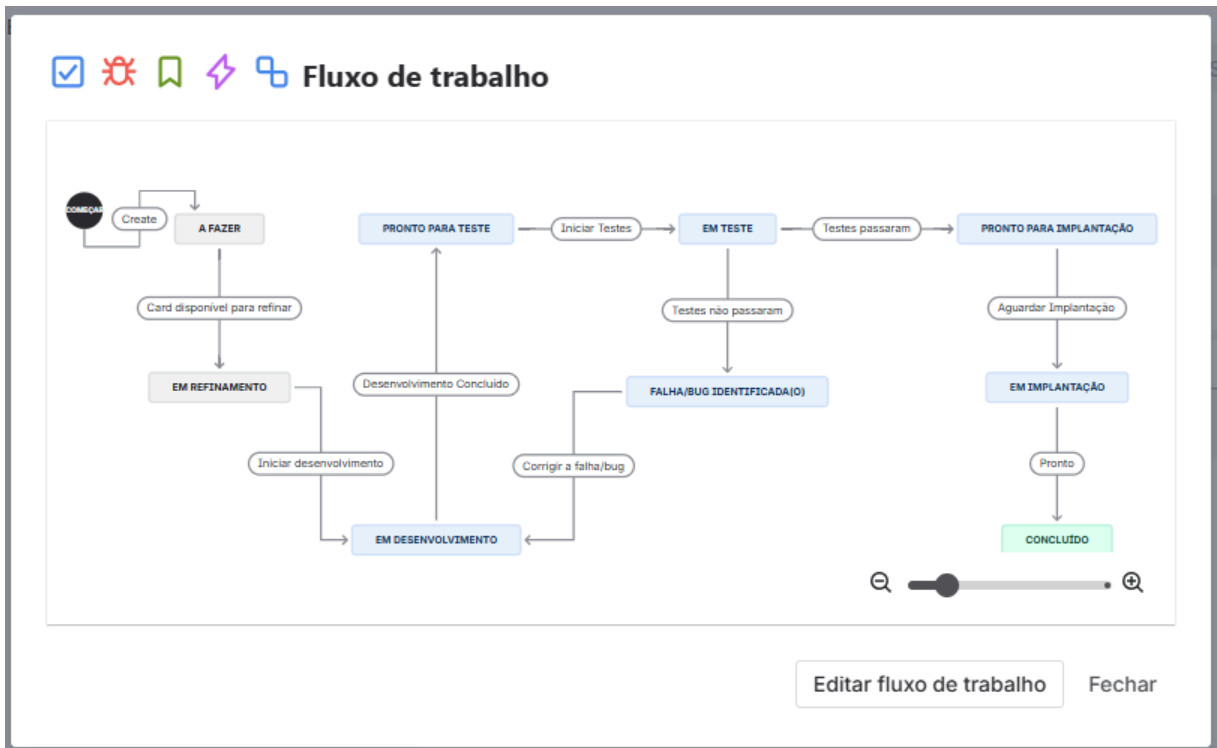 Fluxo de trabalho
COMEÇAR
Create
A FAZER
PRONTO PARA TESTE
Iniciar Testes
EM TESTE
Testes passaram
PRONTO PARA IMPLANTAÇÃO
Card disponível para refinar
Testes não passaram
Aguardar Implantação
EM REFINAMENTO
Desenvolvimento Concluído
FALHA/BUG IDENTIFICADA(O)
EM IMPLANTAÇÃO
Iniciar desenvolvimento
Corrigir a falha/bug
Pronto
EM DESENVOLVIMENTO
CONCLUÍDO
Editar fluxo de trabalho
Fechar